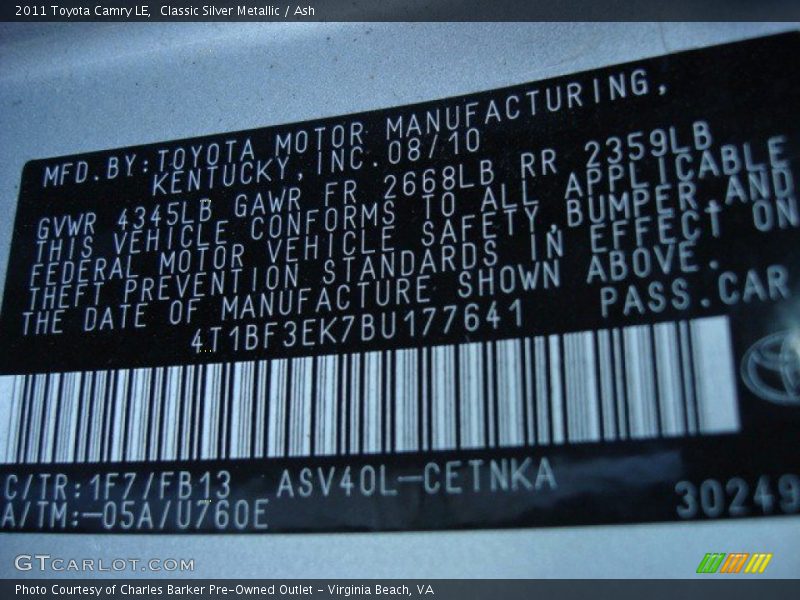 2011 Toyota Camry LE, Classic Silver Metallic / Ash
MFD.BY:TOYOTA MOTOR MANUFACTURING,
KENTUCKY,INC.08/10
GVWR 4345LB GAWR FR 2668LB RR 2359LB
THIS VEHICLE CONFORMS TO ALL APPLICABLE
FEDERAL MOTOR VEHICLE SAFETY,BUMPER,AND
THEFT PREVENTION STANDARDS IN EFFECT ON
THE DATE OF MANUFACTURE SHOWN ABOVE.
4T1BF3EK7BU177641 PASS.CAR
C/TR:1F7/FB13 ASV40L-CETNKA
A/TM:-05A/U760E 30249
GTCARLOT.COM
Photo Courtesy of Charles Barker Pre-Owned Outlet - Virginia Beach, VA